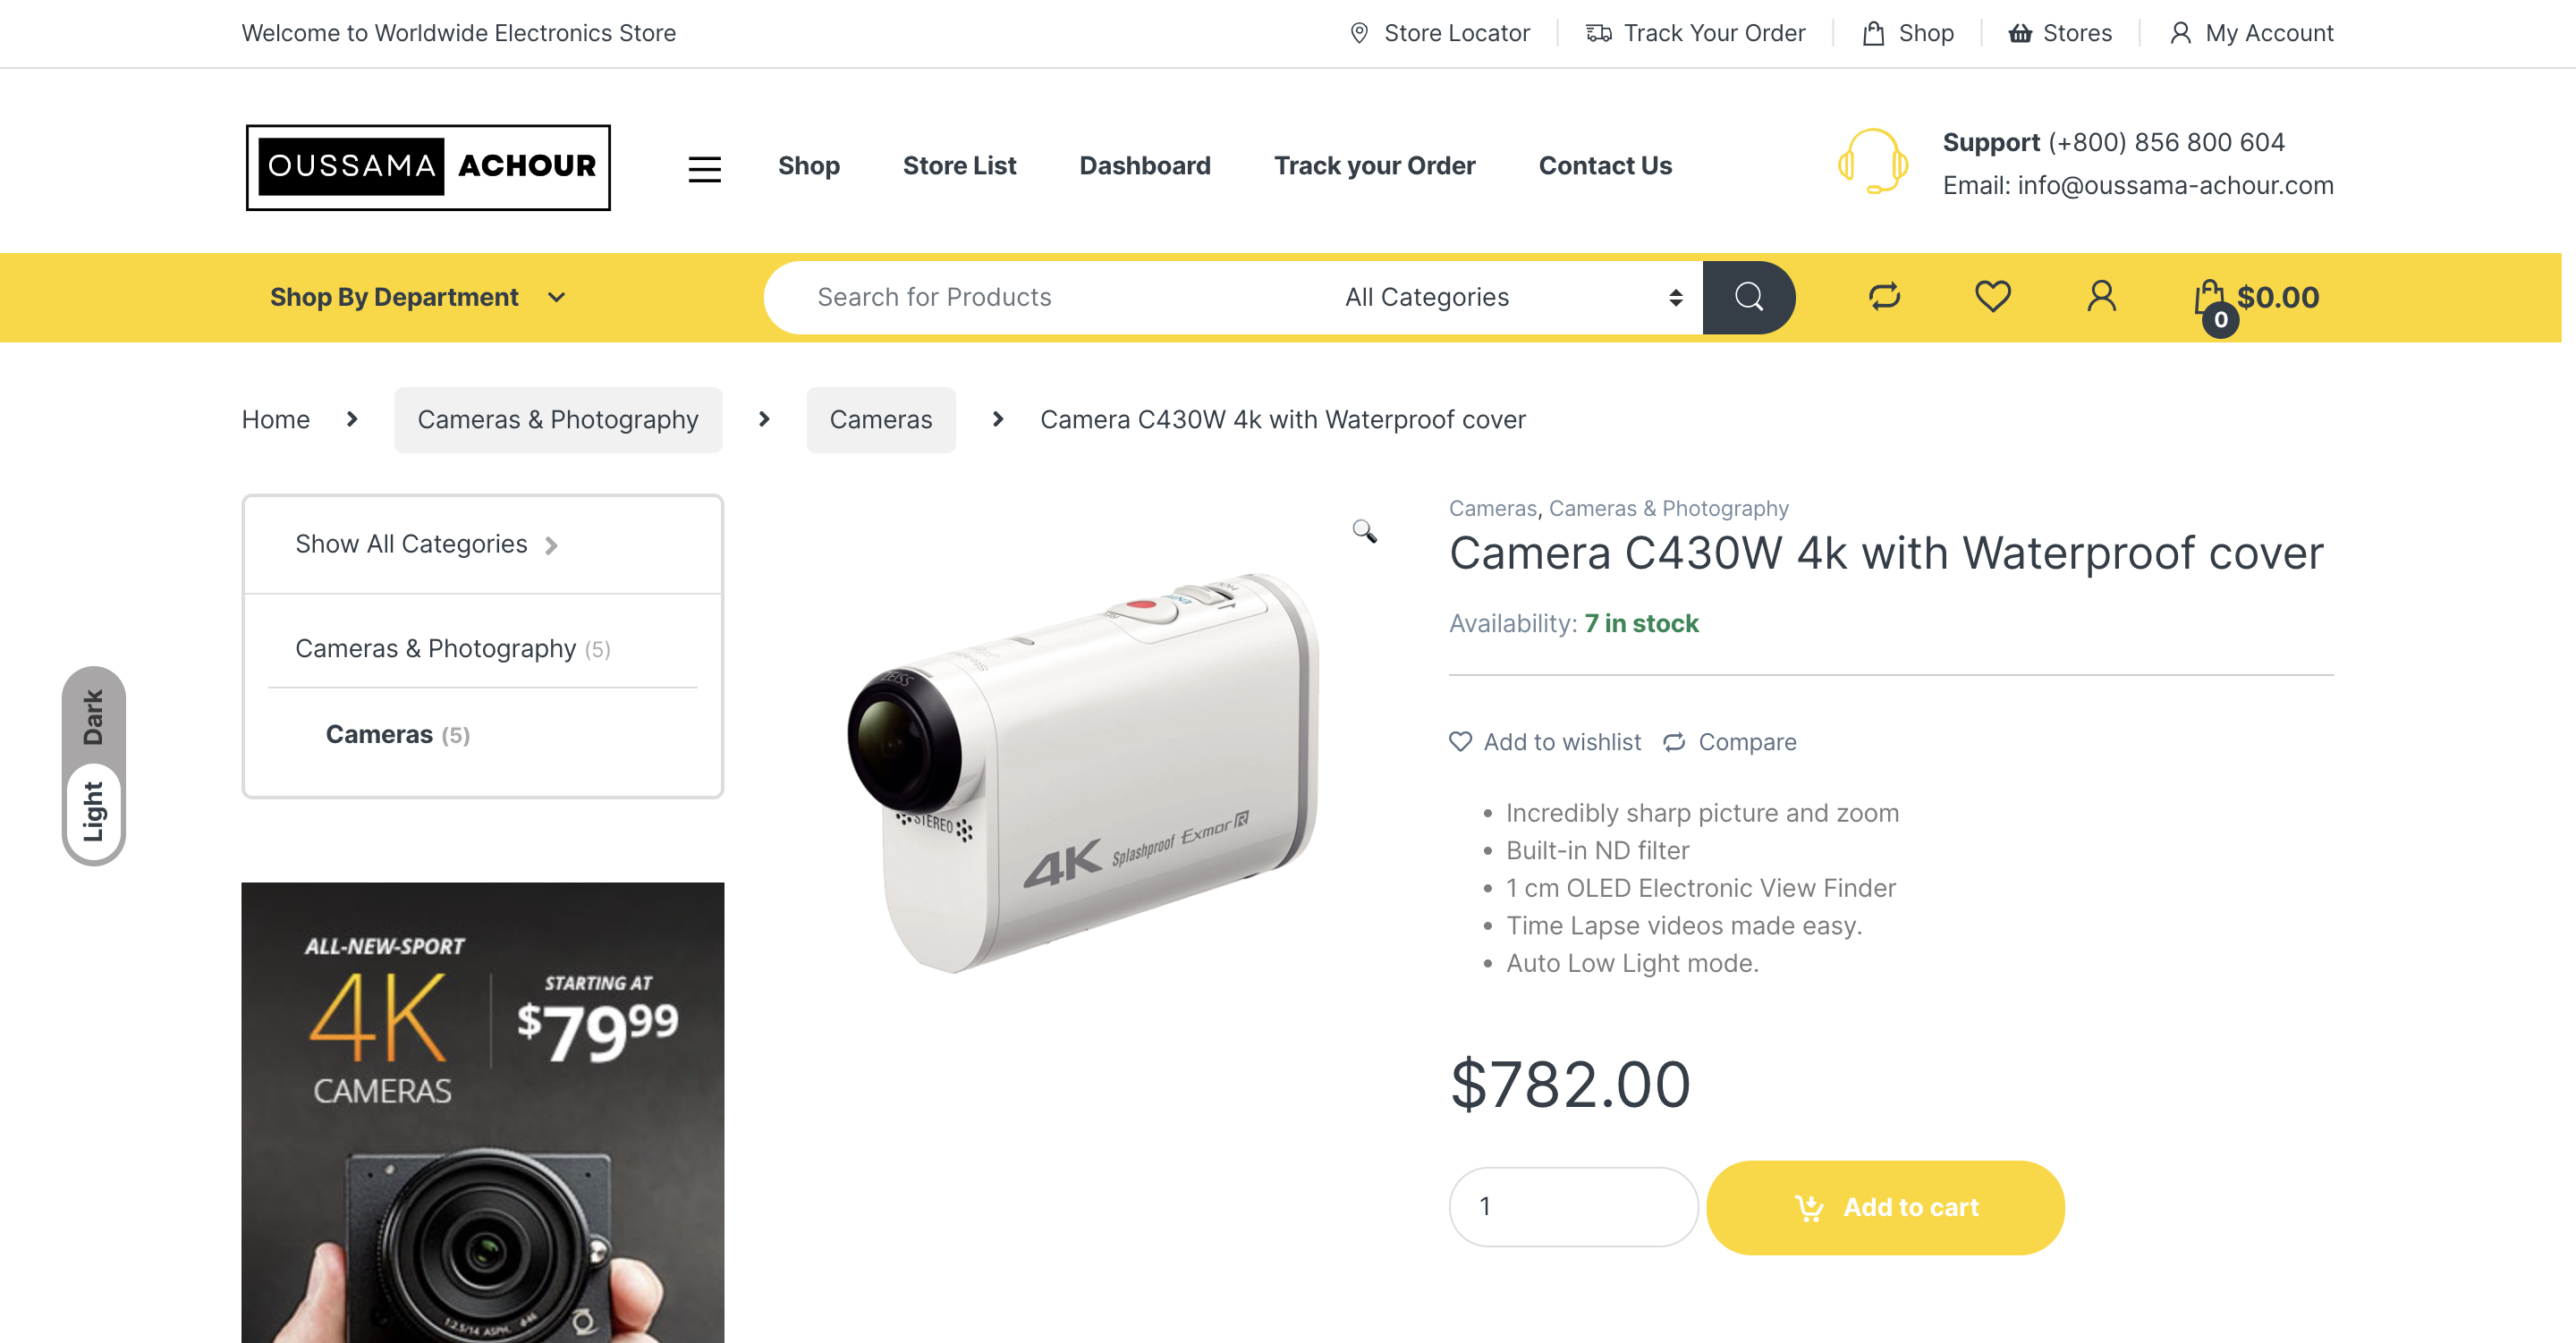 Welcome to Worldwide Electronics Store
Store Locator
Track Your Order
Shop
Stores
My Account
OUSSAMA ACHOUR
Shop
Store List
Dashboard
Track your Order
Contact Us
Support (+800) 856 800 604
Email: info@oussama-achour.com
Shop By Department
Search for Products
All Categories
0
$0.00
Home
Cameras & Photography
Cameras
Camera C430W 4k with Waterproof cover
Show All Categories
Cameras & Photography (5)
Cameras (5)
Dark
Light
ALL-NEW-SPORT
4K
CAMERAS
STARTING AT
$79.99
ZEISS
STEREO
4K Splashproof Exmor R
Cameras, Cameras & Photography
Camera C430W 4k with Waterproof cover
Availability: 7 in stock
Add to wishlist
Compare
Incredibly sharp picture and zoom
Built-in ND filter
1 cm OLED Electronic View Finder
Time Lapse videos made easy.
Auto Low Light mode.
$782.00
1
Add to cart